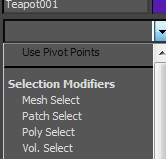 Teapot001
Use Pivot Points
Selection Modifiers
Mesh Select
Patch Select
Poly Select
Vol. Select